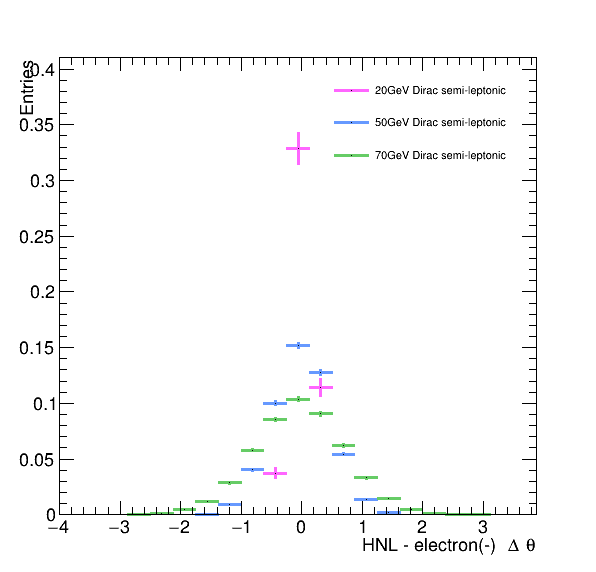 Entries
0.4
0.35
0.3
0.25
0.2
0.15
0.1
0.05
0
20GeV Dirac semi-leptonic
50GeV Dirac semi-leptonic
70GeV Dirac semi-leptonic
−4 −3 −2 −1 0 1 2 3
HNL - electron(-) Δ θ